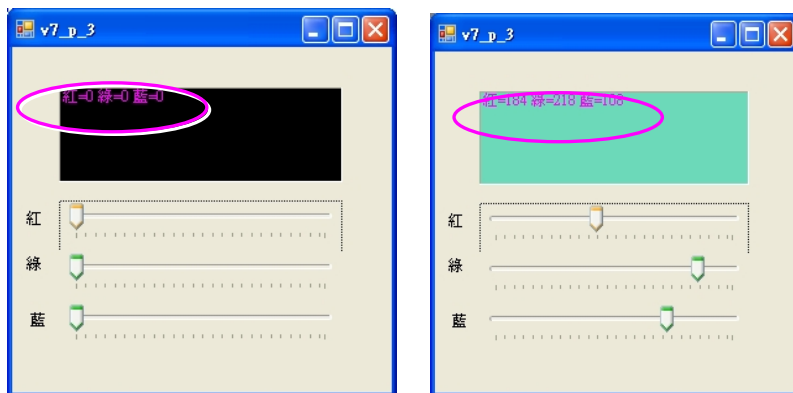 v7_p_3
紅=0 綠=0 藍=0
紅
綠
藍
v7_p_3
紅=184 綠=218 藍=108
紅
綠
藍